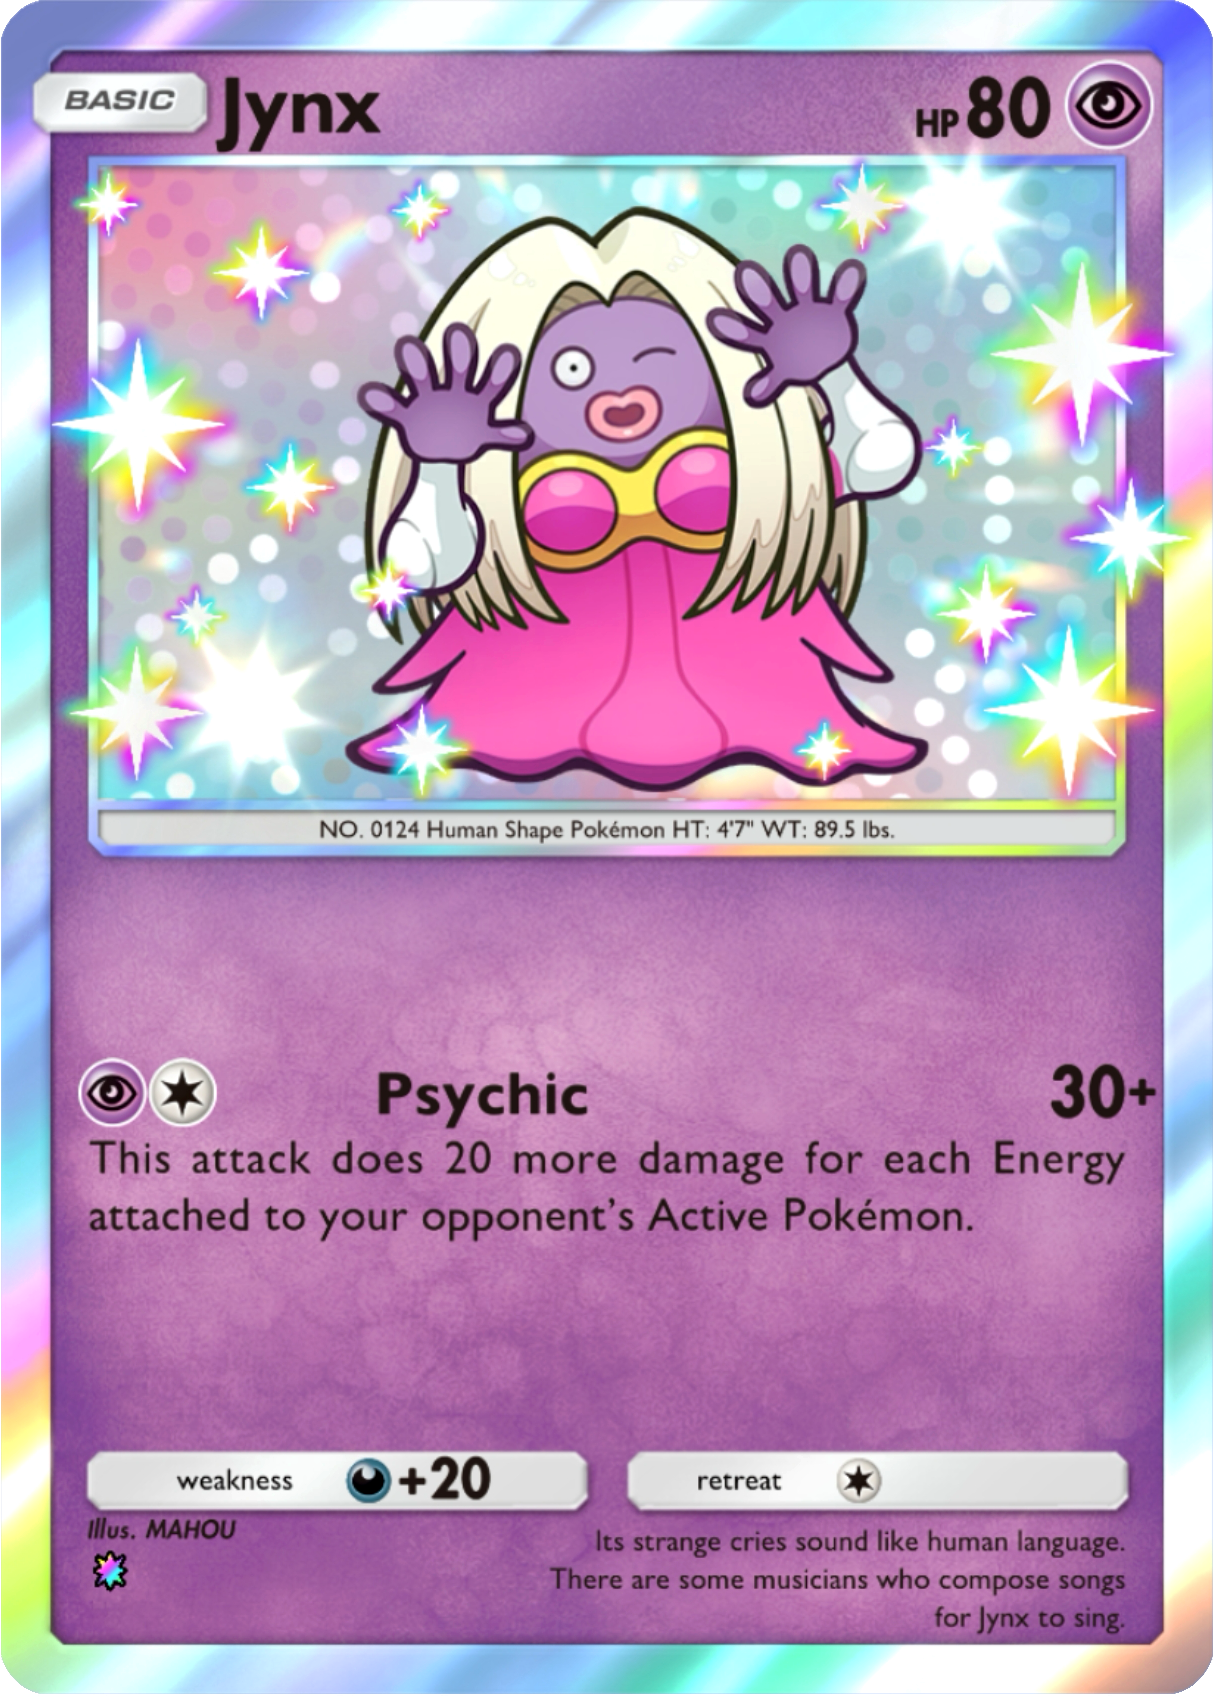 BASIC Jynx HP 80
NO. 0124 Human Shape Pokémon HT: 4'7" WT: 89.5 lbs.
Psychic 30+
This attack does 20 more damage for each Energy
attached to your opponent's Active Pokémon.
weakness +20 retreat
Illus. MAHOU
Its strange cries sound like human language.
There are some musicians who compose songs
for Jynx to sing.